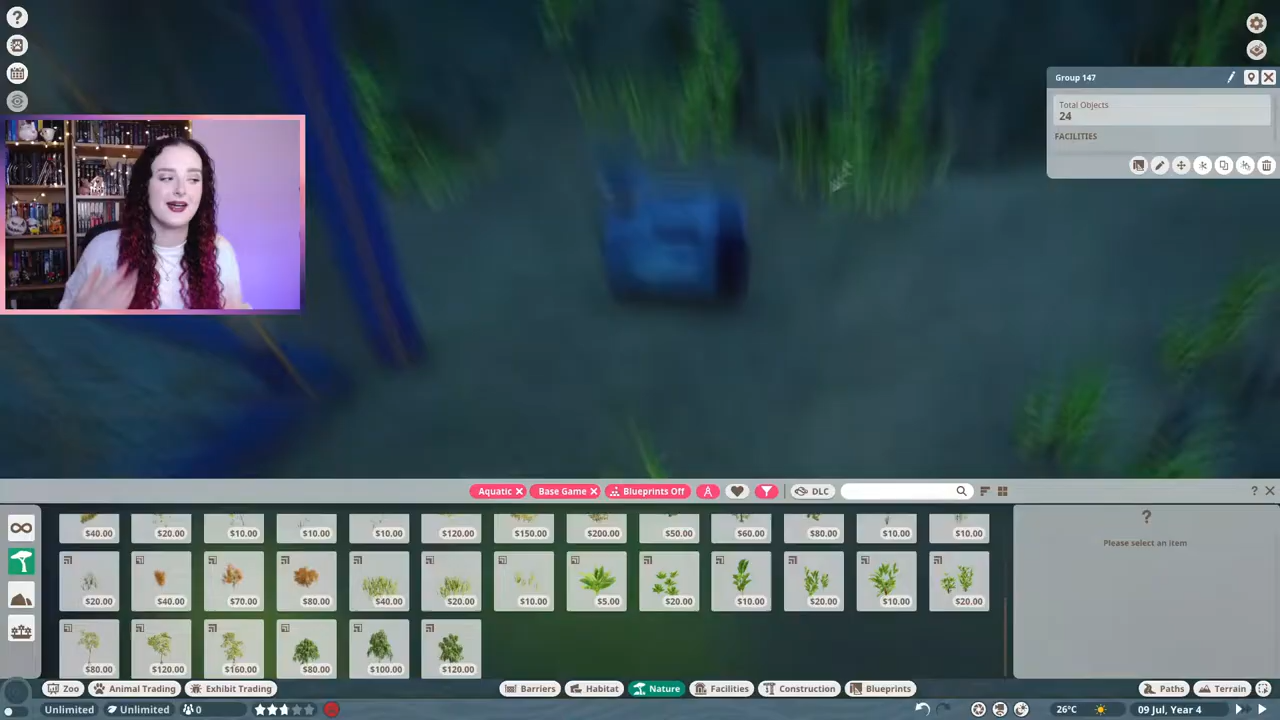 Group 147
Total Objects
24
FACILITIES
Aquatic
Base Game
Blueprints Off
DLC
$40.00 $20.00 $10.00 $10.00 $10.00 $120.00 $150.00 $200.00 $50.00 $60.00 $80.00 $10.00 $10.00
$20.00 $40.00 $70.00 $80.00 $40.00 $20.00 $10.00 $5.00 $20.00 $10.00 $20.00 $10.00 $20.00
$80.00 $120.00 $160.00 $80.00 $100.00 $120.00
?
Please select an item
Zoo Animal Trading Exhibit Trading Barriers Habitat Nature Facilities Construction Blueprints Paths Terrain
Unlimited Unlimited 0 26°C 09 Jul, Year 4